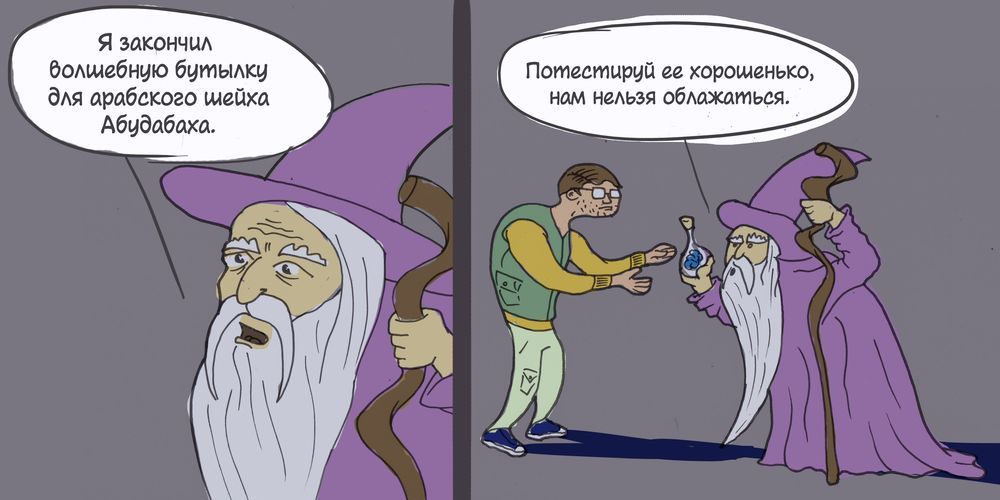 Я закончил
волшебную бутылку
для арабского шейха
Абудабаха.
Потестируй ее хорошенько,
нам нельзя облажаться.